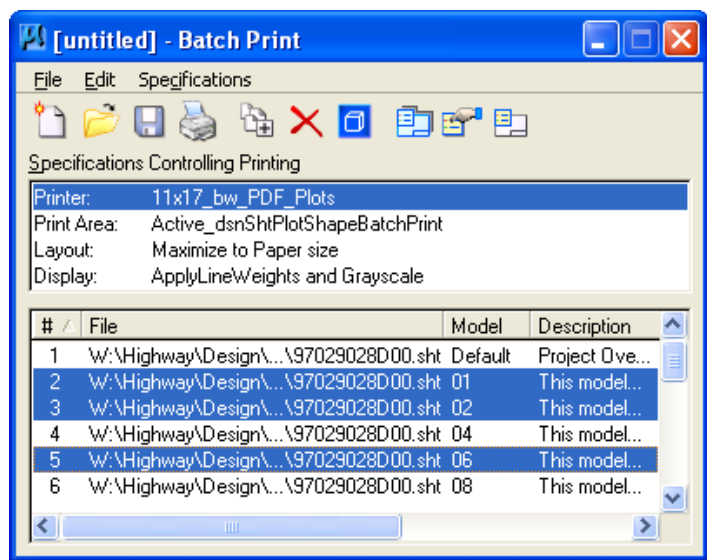 [untitled] - Batch Print
File Edit Specifications
Specifications Controlling Printing
Printer: 11x17_bw_PDF_Plots
Print Area: Active_dsnShtPlotShapeBatchPrint
Layout: Maximize to Paper size
Display: ApplyLineWeights and Grayscale
# File Model Description
1 W:\Highway\Design\...\97029028D00.sht Default Project Ove...
2 W:\Highway\Design\...\97029028D00.sht 01 This model...
3 W:\Highway\Design\...\97029028D00.sht 02 This model...
4 W:\Highway\Design\...\97029028D00.sht 04 This model...
5 W:\Highway\Design\...\97029028D00.sht 06 This model...
6 W:\Highway\Design\...\97029028D00.sht 08 This model...